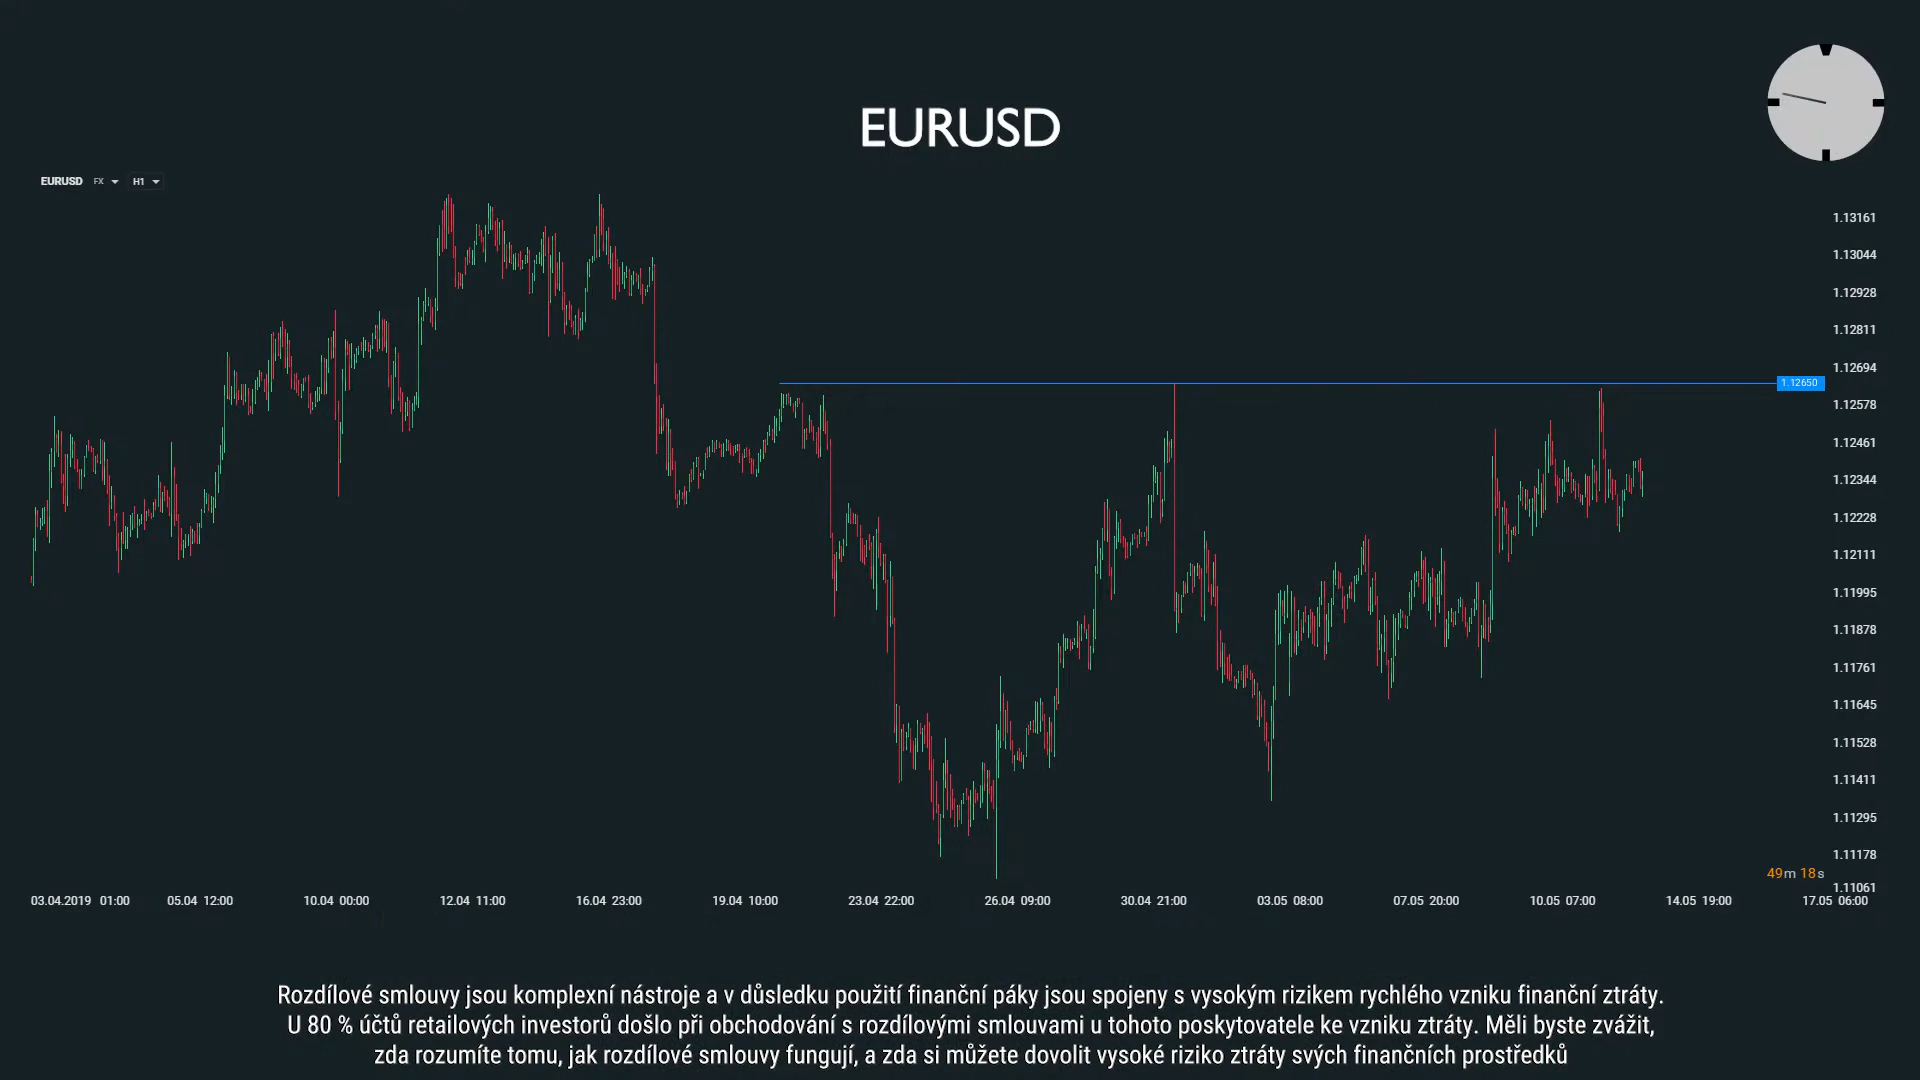 EURUSD
EURUSD FX H1
1.13161
1.13044
1.12928
1.12811
1.12694
1.12650
1.12578
1.12461
1.12344
1.12228
1.12111
1.11995
1.11878
1.11761
1.11645
1.11528
1.11411
1.11295
1.11178
49m 18s
1.11061
03.04.2019 01:00 05.04 12:00 10.04 00:00 12.04 11:00 16.04 23:00 19.04 10:00 23.04 22:00 26.04 09:00 30.04 21:00 03.05 08:00 07.05 20:00 10.05 07:00 14.05 19:00 17.05 06:00
Rozdílové smlouvy jsou komplexní nástroje a v důsledku použití finanční páky jsou spojeny s vysokým rizikem rychlého vzniku finanční ztráty.
U 80 % účtů retailových investorů došlo při obchodování s rozdílovými smlouvami u tohoto poskytovatele ke vzniku ztráty. Měli byste zvážit,
zda rozumíte tomu, jak rozdílové smlouvy fungují, a zda si můžete dovolit vysoké riziko ztráty svých finančních prostředků